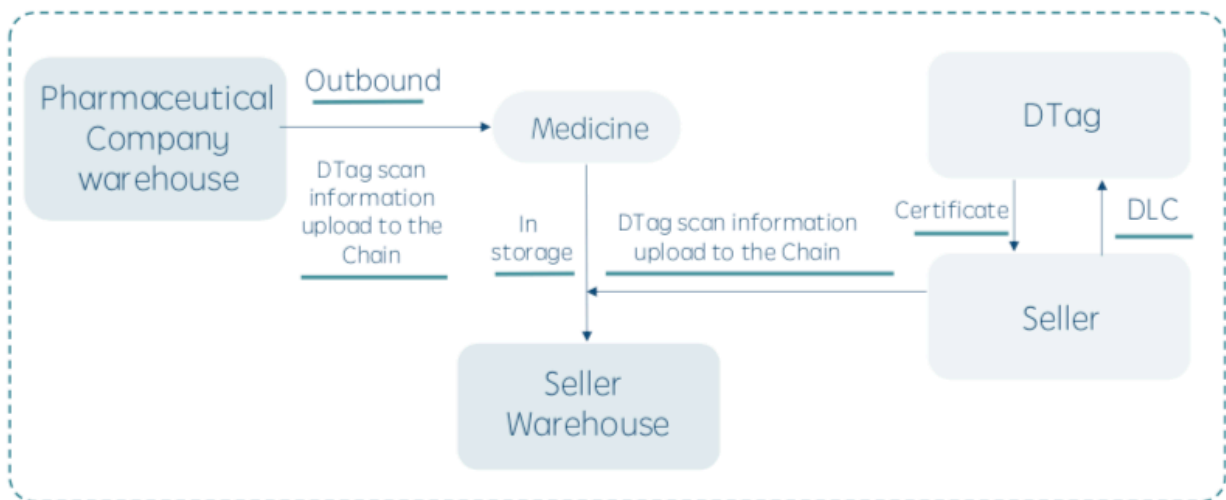 Pharmaceutical
Company
warehouse
Outbound
DTag scan
information
upload to the
Chain
Medicine
In
storage
DTag scan information
upload to the Chain
DTag
Certificate
DLC
Seller
Seller
Warehouse